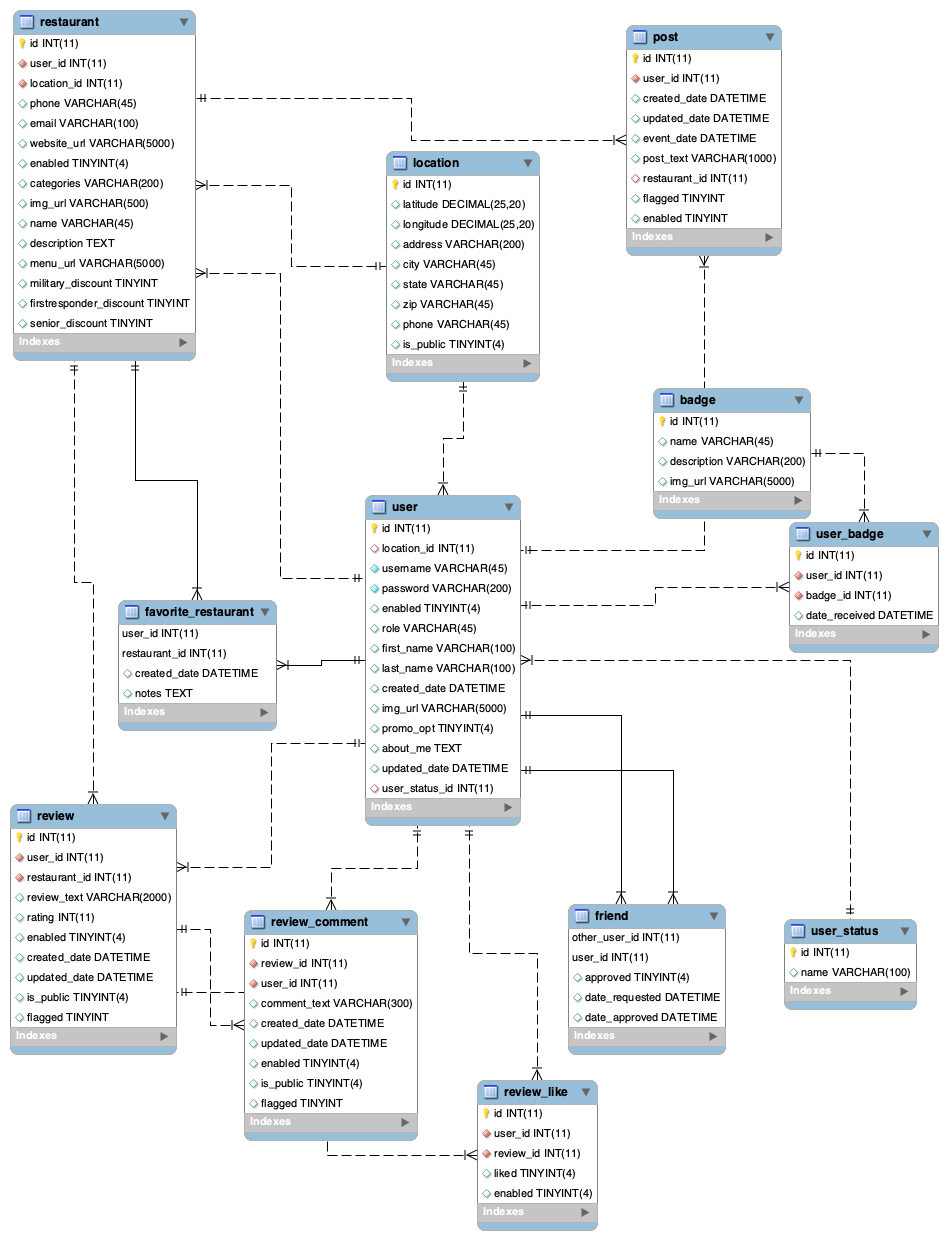 restaurant
id INT(11)
user_id INT(11)
location_id INT(11)
phone VARCHAR(45)
email VARCHAR(100)
website_url VARCHAR(5000)
enabled TINYINT(4)
categories VARCHAR(200)
img_url VARCHAR(500)
name VARCHAR(45)
description TEXT
menu_url VARCHAR(5000)
military_discount TINYINT
firstresponder_discount TINYINT
senior_discount TINYINT
Indexes
post
id INT(11)
user_id INT(11)
created_date DATETIME
updated_date DATETIME
event_date DATETIME
post_text VARCHAR(1000)
restaurant_id INT(11)
flagged TINYINT
enabled TINYINT
Indexes
location
id INT(11)
latitude DECIMAL(25,20)
longitude DECIMAL(25,20)
address VARCHAR(200)
city VARCHAR(45)
state VARCHAR(45)
zip VARCHAR(45)
phone VARCHAR(45)
is_public TINYINT(4)
Indexes
badge
id INT(11)
name VARCHAR(45)
description VARCHAR(200)
img_url VARCHAR(5000)
Indexes
user
id INT(11)
location_id INT(11)
username VARCHAR(45)
password VARCHAR(200)
enabled TINYINT(4)
role VARCHAR(45)
first_name VARCHAR(100)
last_name VARCHAR(100)
created_date DATETIME
img_url VARCHAR(5000)
promo_opt TINYINT(4)
about_me TEXT
updated_date DATETIME
user_status_id INT(11)
Indexes
user_badge
id INT(11)
user_id INT(11)
badge_id INT(11)
date_received DATETIME
Indexes
favorite_restaurant
user_id INT(11)
restaurant_id INT(11)
created_date DATETIME
notes TEXT
Indexes
review
id INT(11)
user_id INT(11)
restaurant_id INT(11)
review_text VARCHAR(2000)
rating INT(11)
enabled TINYINT(4)
created_date DATETIME
updated_date DATETIME
is_public TINYINT(4)
flagged TINYINT
Indexes
review_comment
id INT(11)
review_id INT(11)
user_id INT(11)
comment_text VARCHAR(300)
created_date DATETIME
updated_date DATETIME
enabled TINYINT(4)
is_public TINYINT(4)
flagged TINYINT
Indexes
friend
other_user_id INT(11)
user_id INT(11)
approved TINYINT(4)
date_requested DATETIME
date_approved DATETIME
Indexes
user_status
id INT(11)
name VARCHAR(100)
Indexes
review_like
id INT(11)
user_id INT(11)
review_id INT(11)
liked TINYINT(4)
enabled TINYINT(4)
Indexes